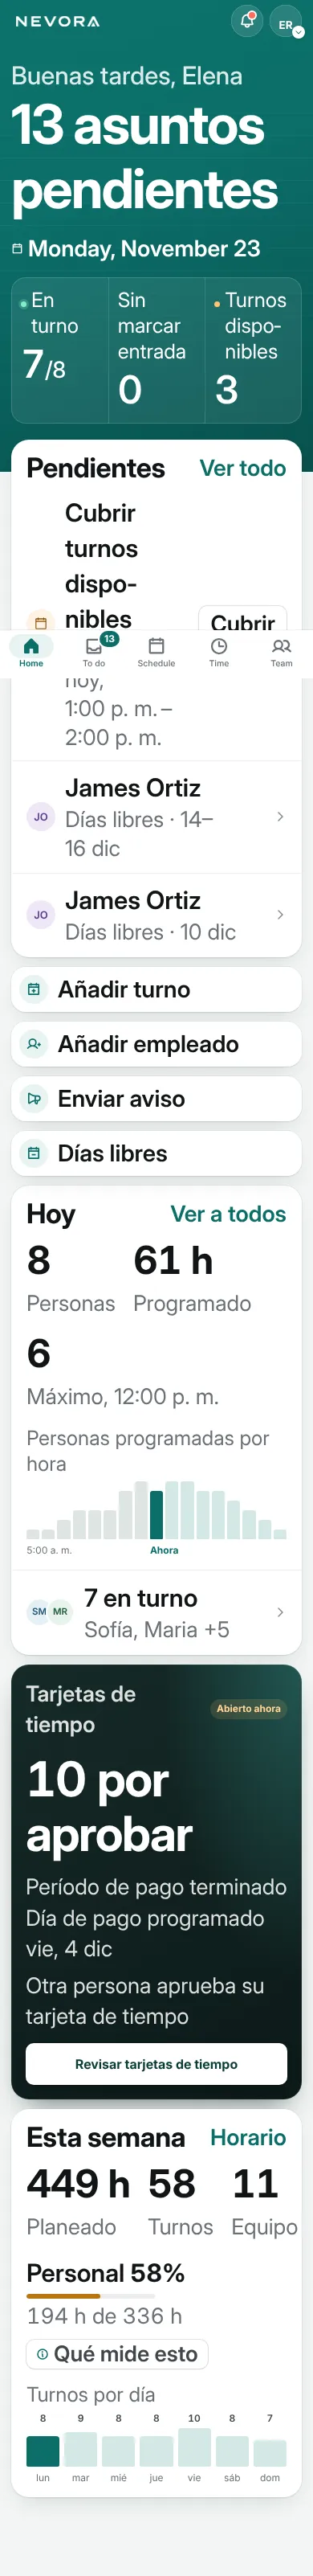 NEVORA
ER
Buenas tardes, Elena
13 asuntos
pendientes
Monday, November 23
En
turno
7/8
Sin
marcar
entrada
0
Turnos
dispo-
nibles
3
Pendientes
Ver todo
Cubrir
turnos
dispo-
nibles
Cubrir
Home
13
To do
Schedule
Time
Team
hoy,
1:00 p. m. –
2:00 p. m.
JO
James Ortiz
Días libres · 14–
16 dic
JO
James Ortiz
Días libres · 10 dic
Añadir turno
Añadir empleado
Enviar aviso
Días libres
Hoy
Ver a todos
8
Personas
61 h
Programado
6
Máximo, 12:00 p. m.
Personas programadas por
hora
5:00 a. m.
Ahora
SM
MR
7 en turno
Sofía, Maria +5
Tarjetas de
tiempo
Abierto ahora
10 por
aprobar
Período de pago terminado
Día de pago programado
vie, 4 dic
Otra persona aprueba su
tarjeta de tiempo
Revisar tarjetas de tiempo
Esta semana
Horario
449 h
Planeado
58
Turnos
11
Equipo
Personal 58%
194 h de 336 h
Qué mide esto
Turnos por día
8 9 8 8 10 8 7
lun mar mié jue vie sáb dom